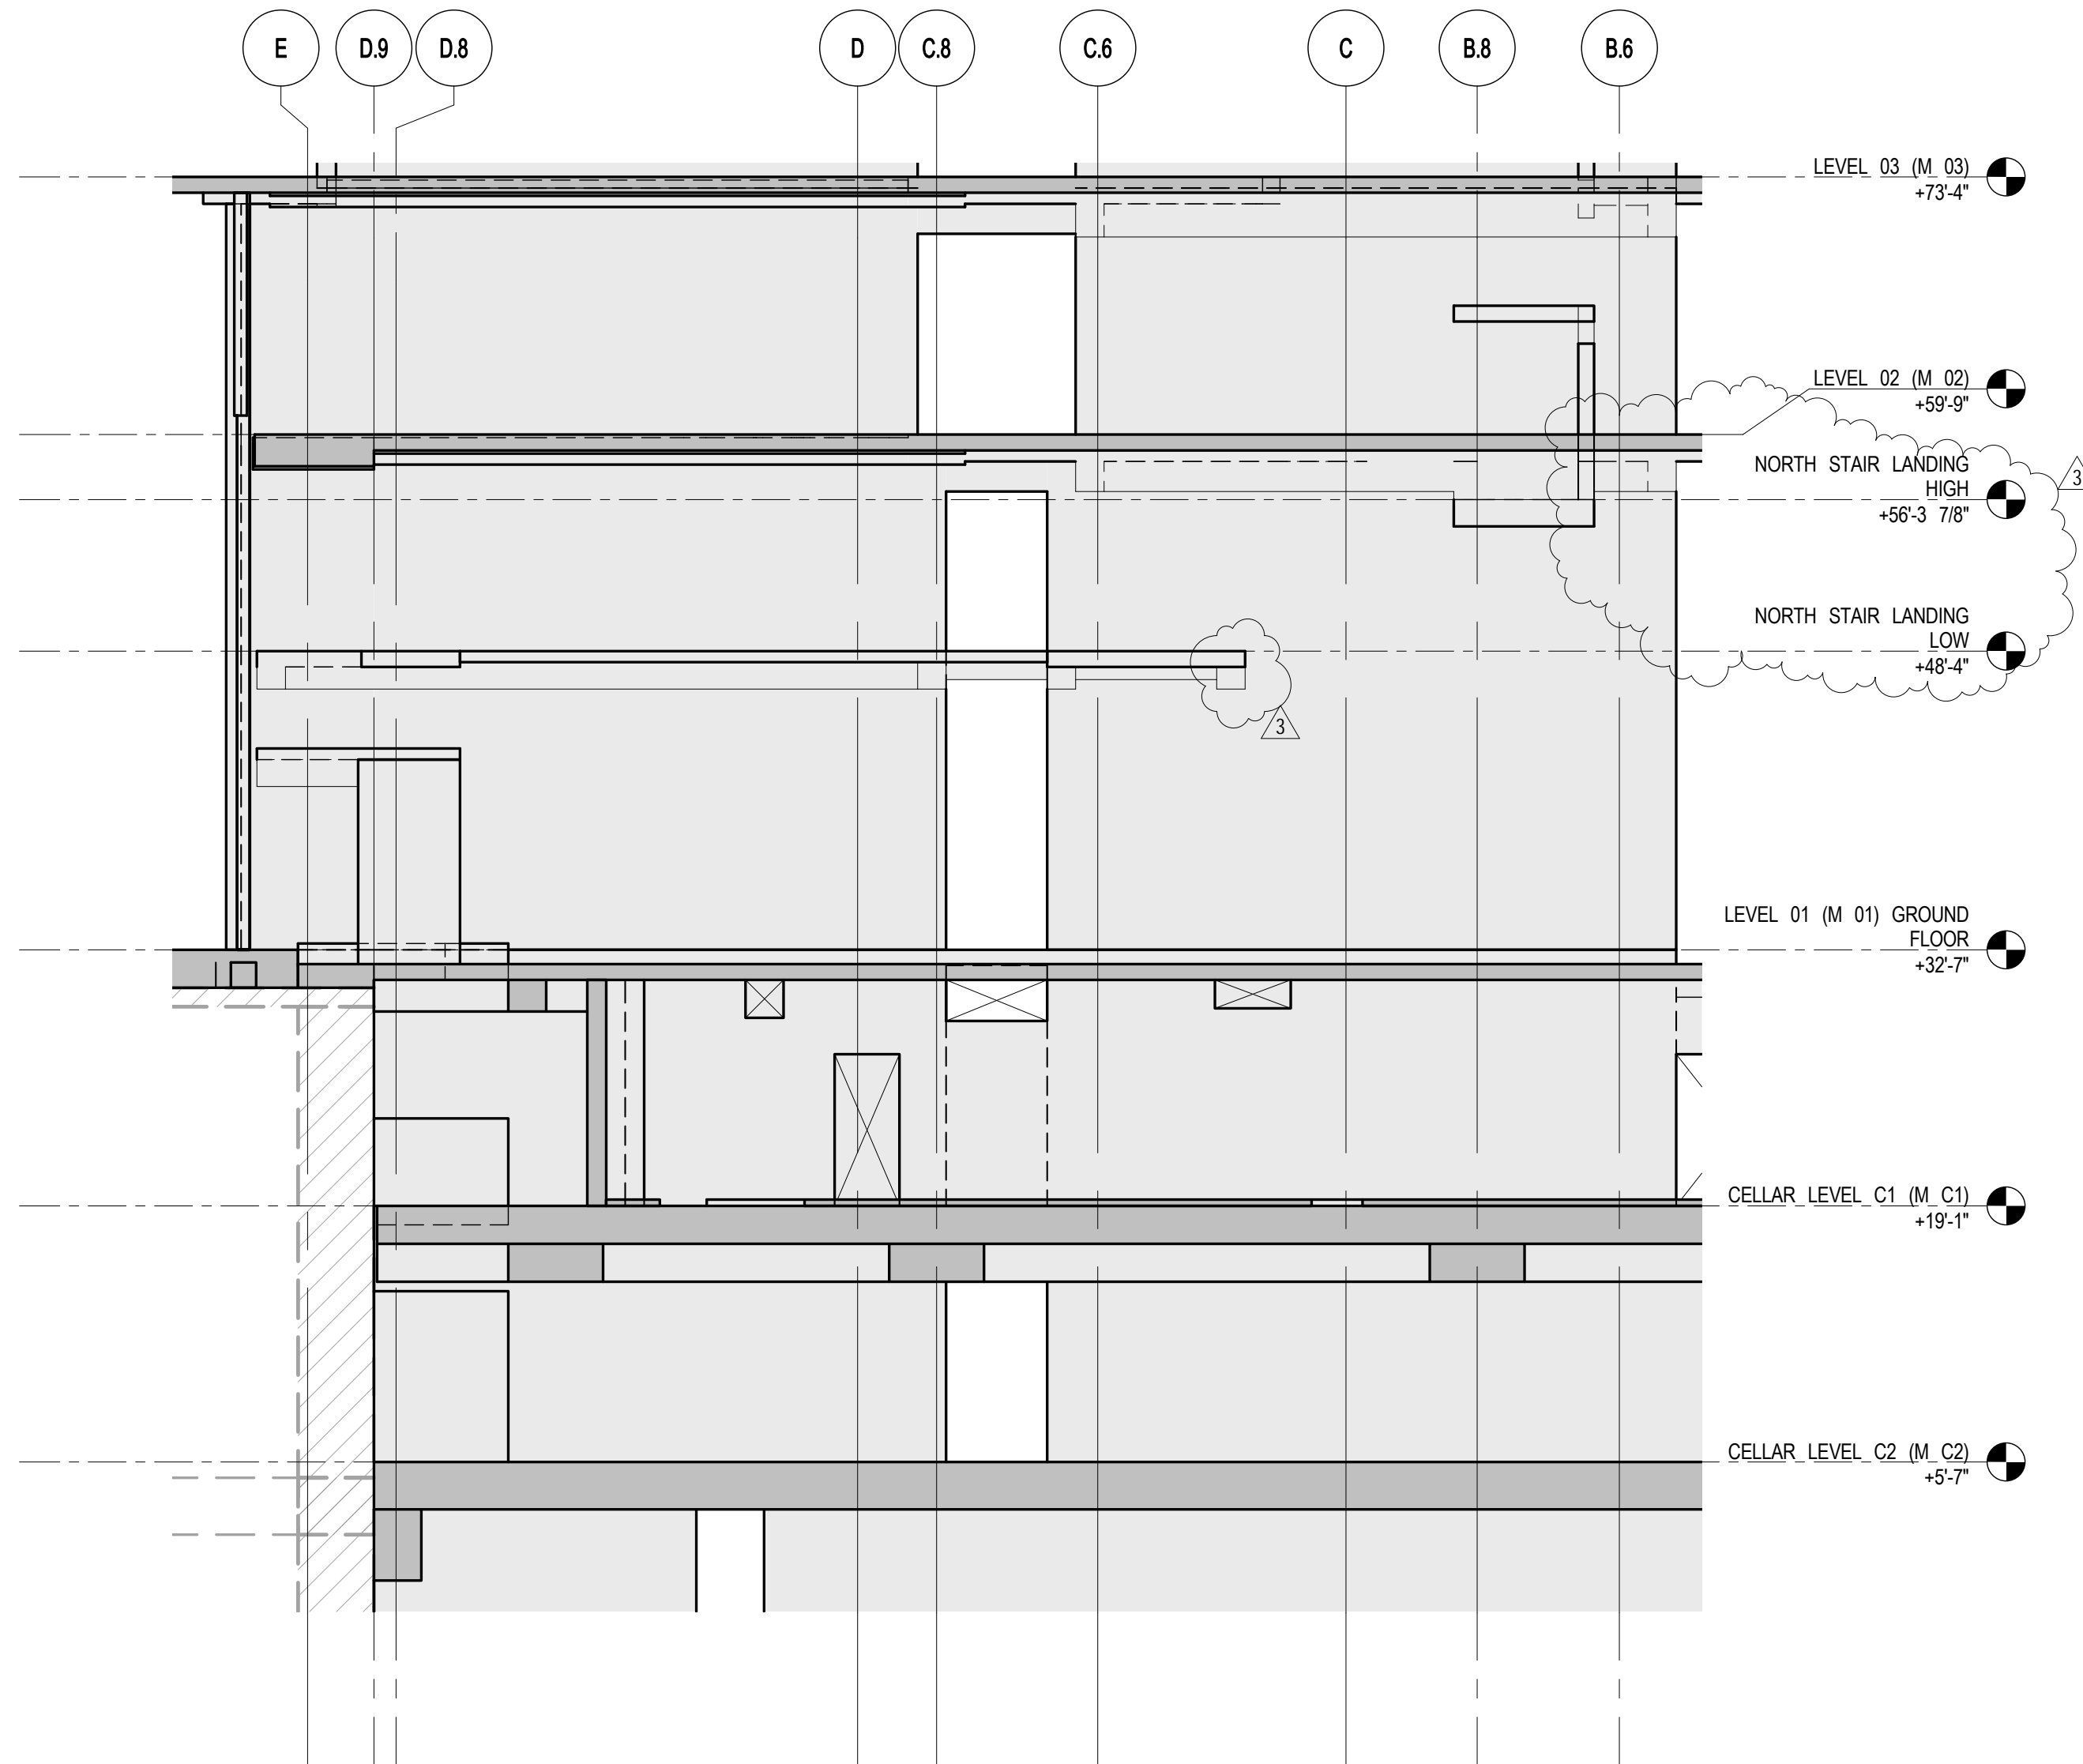 E
D.9
D.8
D
C.8
C.6
C
B.8
B.6
LEVEL 03 (M 03)
+73'-4"
LEVEL 02 (M 02)
+59'-9"
NORTH STAIR LANDING
HIGH
+56'-3 7/8"
3
NORTH STAIR LANDING
LOW
+48'-4"
3
LEVEL 01 (M 01) GROUND
FLOOR
+32'-7"
CELLAR LEVEL C1 (M C1)
+19'-1"
CELLAR LEVEL C2 (M C2)
+5'-7"